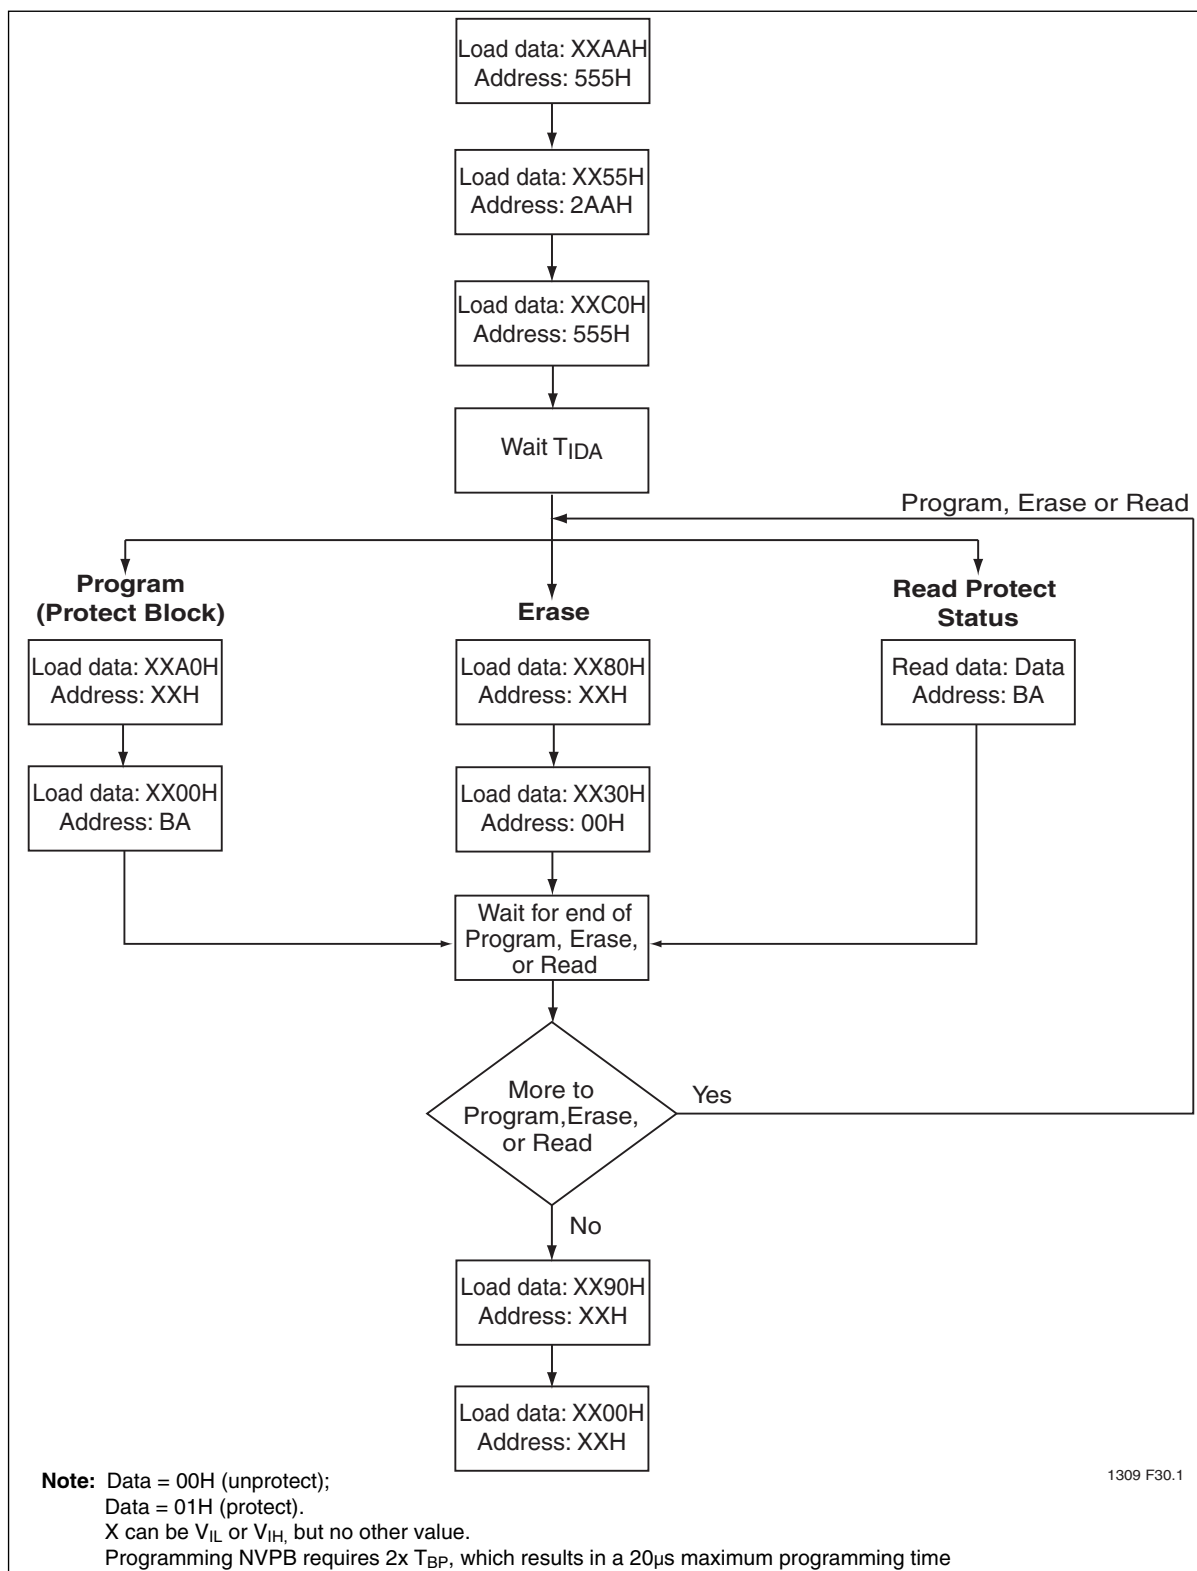 Load data: XXAAH
Address: 555H
Load data: XX55H
Address: 2AAH
Load data: XXC0H
Address: 555H
Wait TIDA
Program, Erase or Read
Program
(Protect Block)
Erase
Read Protect
Status
Load data: XXA0H
Address: XXH
Load data: XX80H
Address: XXH
Read data: Data
Address: BA
Load data: XX00H
Address: BA
Load data: XX30H
Address: 00H
Wait for end of
Program, Erase,
or Read
More to
Program,Erase,
or Read
Yes
No
Load data: XX90H
Address: XXH
Load data: XX00H
Address: XXH
Note: Data = 00H (unprotect);
Data = 01H (protect).
X can be VIL or VIH, but no other value.
Programming NVPB requires 2x TBP, which results in a 20µs maximum programming time
1309 F30.1